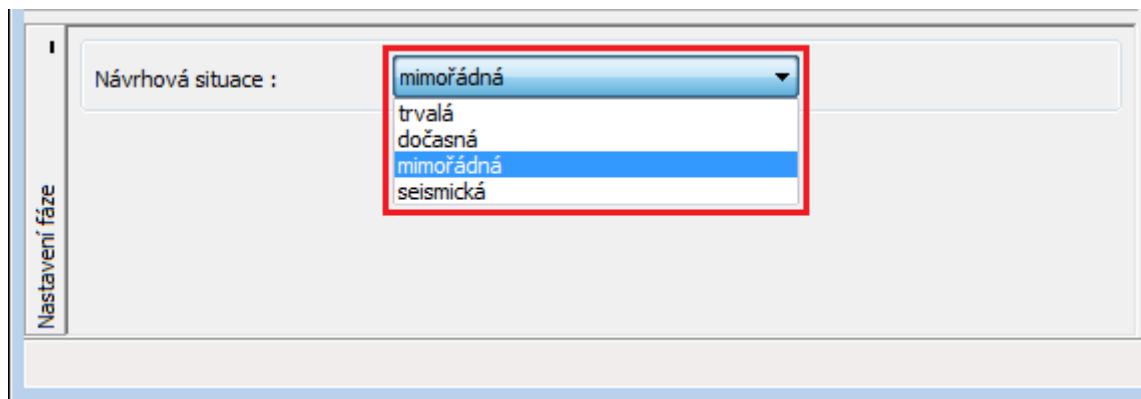 Návrhová situace :
mimořádná
trvalá
dočasná
mimořádná
seismická
Nastavení fáze